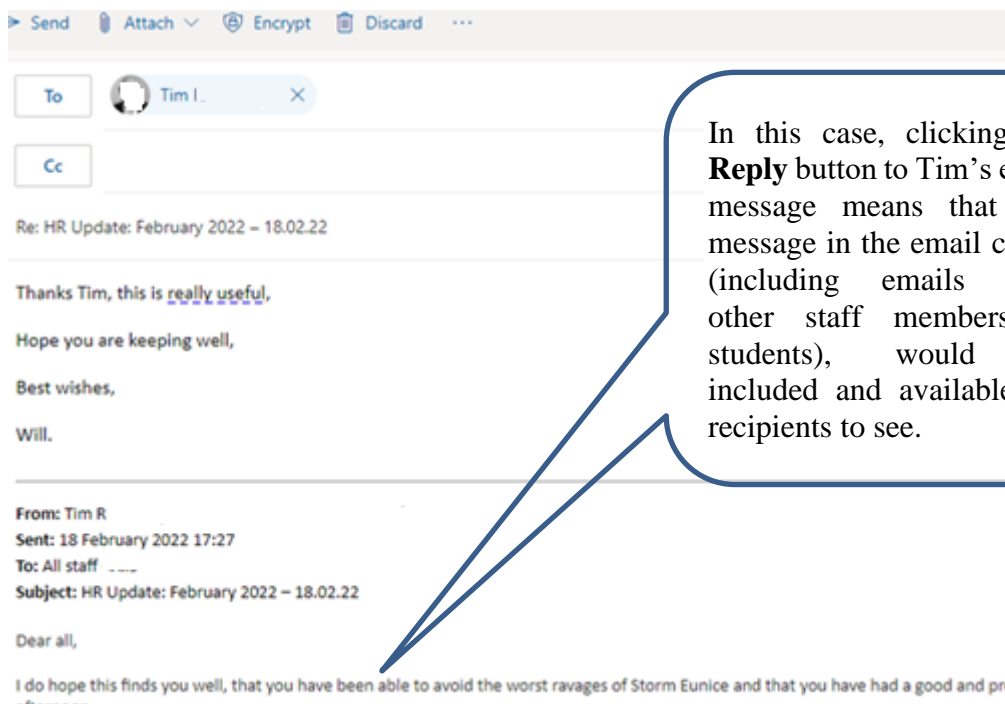 Send Attach Encrypt Discard ...
To Tim
Cc
Re: HR Update: February 2022 – 18.02.22
Thanks Tim, this is really useful,
Hope you are keeping well,
Best wishes,
Will.
From: Tim R
Sent: 18 February 2022 17:27
To: All staff
Subject: HR Update: February 2022 – 18.02.22
Dear all,
I do hope this finds you well, that you have been able to avoid the worst ravages of Storm Eunice and that you have had a good and
In this case, clicking
Reply button to Tim’s
message means that
message in the email
(including emails
other staff members
students), would
included and available
recipients to see.